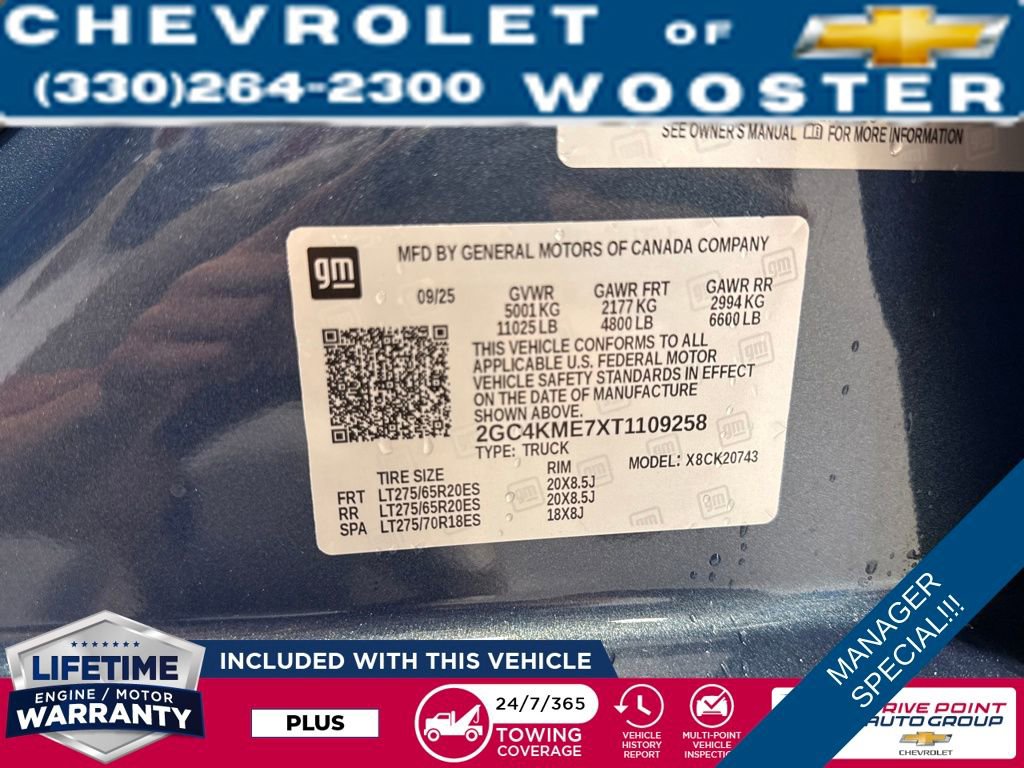 CHEVROLET OF
(330)264-2300 WOOSTER
SEE OWNER'S MANUAL FOR MORE INFORMATION
gm
MFD BY GENERAL MOTORS OF CANADA COMPANY
09/25 GVWR GAWR FRT GAWR RR
5001 KG 2177 KG 2994 KG
11025 LB 4800 LB 6600 LB
THIS VEHICLE CONFORMS TO ALL
APPLICABLE U.S. FEDERAL MOTOR
VEHICLE SAFETY STANDARDS IN EFFECT
ON THE DATE OF MANUFACTURE
SHOWN ABOVE.
2GC4KME7XT1109258
TYPE: TRUCK MODEL: X8CK20743
TIRE SIZE RIM
FRT LT275/65R20ES 20X8.5J
RR LT275/65R20ES 20X8.5J
SPA LT275/70R18ES 18X8J
MANAGER
SPECIAL!!!
LIFETIME
ENGINE / MOTOR
WARRANTY
INCLUDED WITH THIS VEHICLE
PLUS
24/7/365
TOWING
COVERAGE
VEHICLE
HISTORY
REPORT
MULTI-POINT
VEHICLE
INSPECTION
DRIVE POINT
AUTO GROUP
CHEVROLET